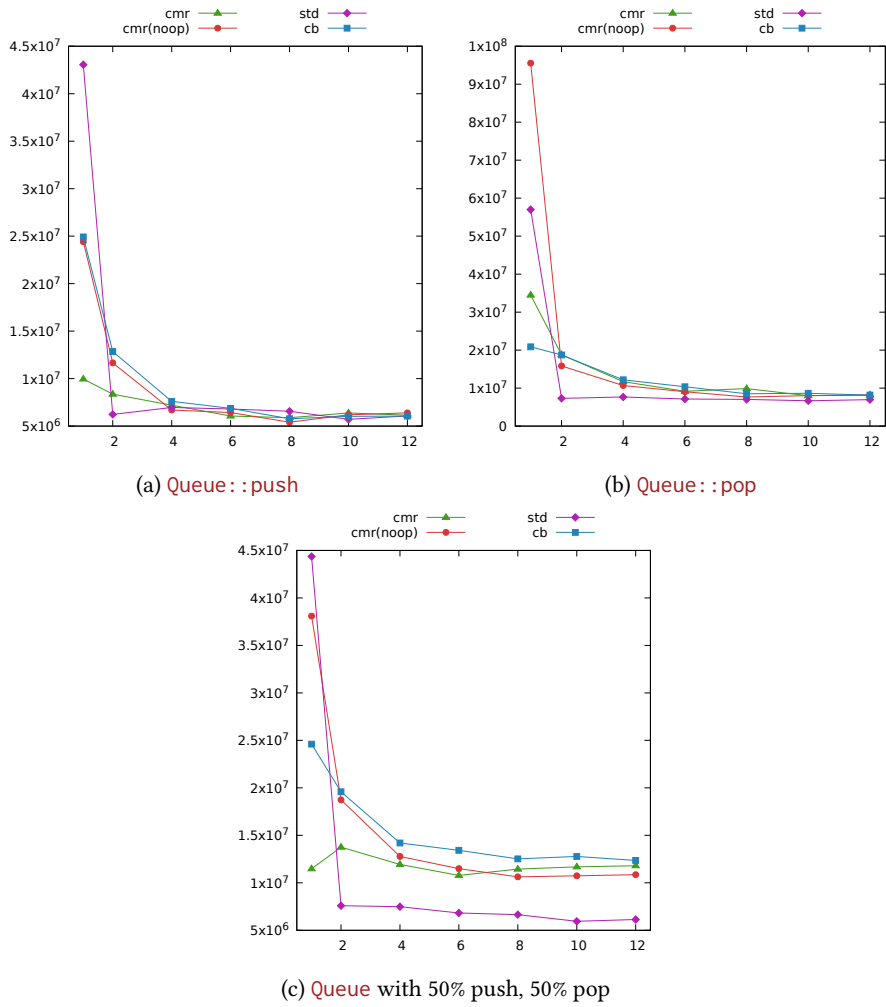 cmr std
cmr(noop) cb
4.5x10^7
4x10^7
3.5x10^7
3x10^7
2.5x10^7
2x10^7
1.5x10^7
1x10^7
5x10^6
2 4 6 8 10 12
(a) Queue::push
cmr std
cmr(noop) cb
1x10^8
9x10^7
8x10^7
7x10^7
6x10^7
5x10^7
4x10^7
3x10^7
2x10^7
1x10^7
0
2 4 6 8 10 12
(b) Queue::pop
cmr std
cmr(noop) cb
4.5x10^7
4x10^7
3.5x10^7
3x10^7
2.5x10^7
2x10^7
1.5x10^7
1x10^7
5x10^6
2 4 6 8 10 12
(c) Queue with 50% push, 50% pop